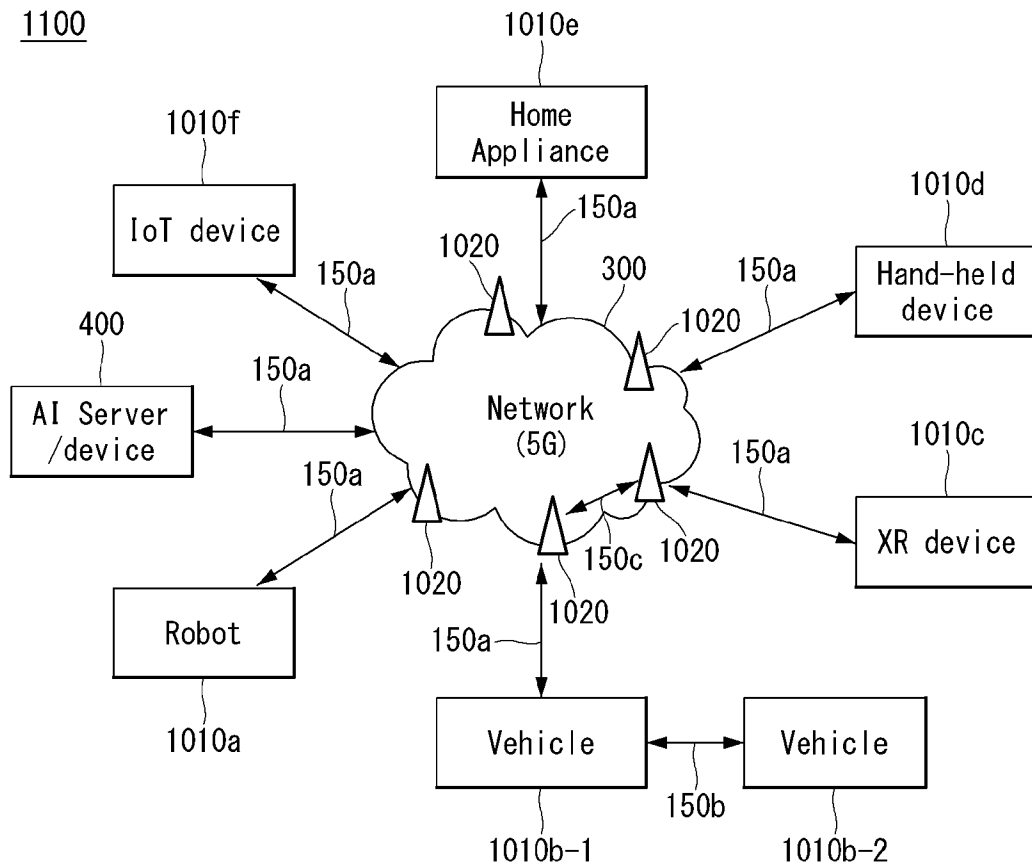 1100
1010e
Home
Appliance
1010f
IoT device
150a
1020
300
1010d
Hand-held
device
150a
150a
1020
400
AI Server
/device
150a
Network
(5G)
1010c
XR device
150a
150a
1020
1020
150c
1020
Robot
1010a
150a
Vehicle
1010b-1
150b
Vehicle
1010b-2